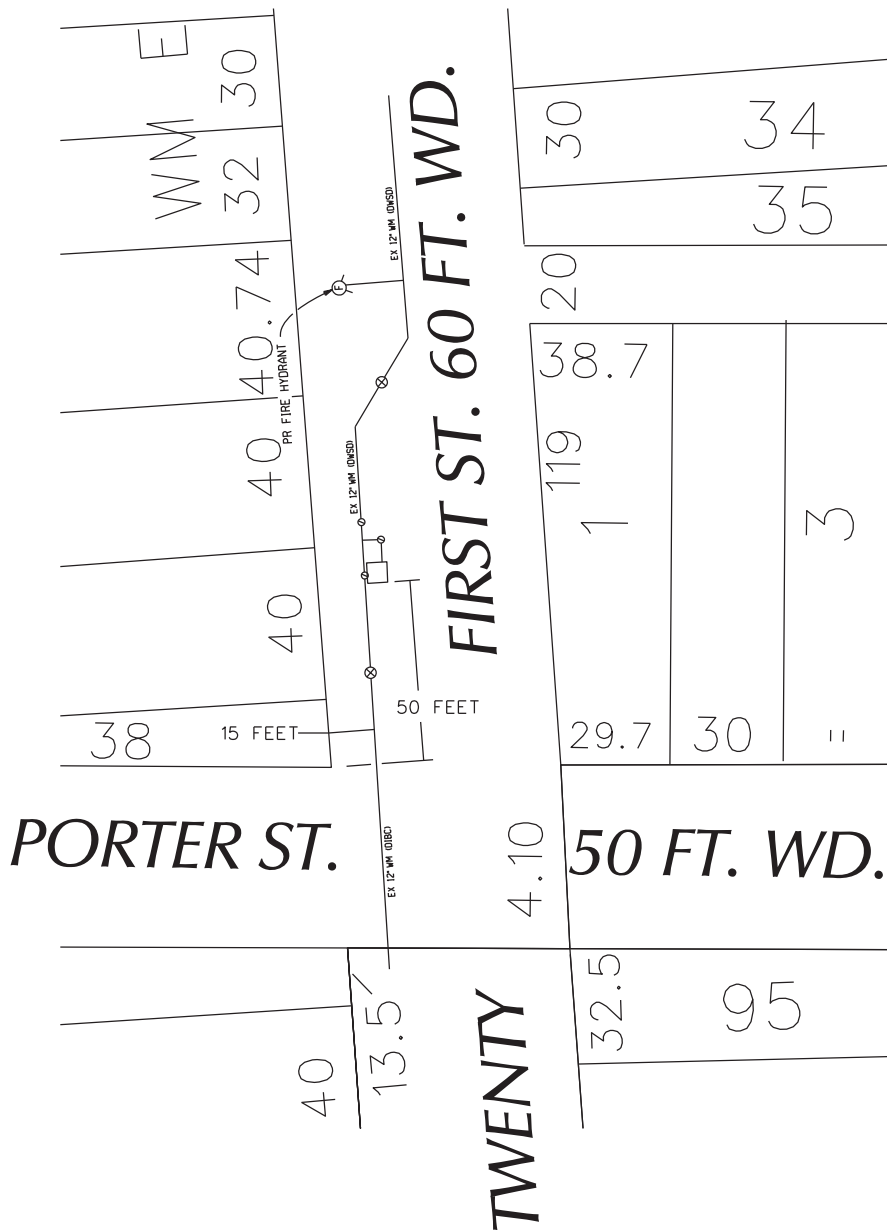 WM E
30
32
40.74
40
40
38
PR FIRE HYDRANT
EX 12" WM (DWSD)
EX 12" WM (DWSD)
FIRST ST. 60 FT. WD.
30
34
35
20
38.7
119
1
3
29.7
30
"
15 FEET
50 FEET
PORTER ST.
EX 12" WM (DIBC)
4.10
50 FT. WD.
40
13.5'
TWENTY
32.5
95